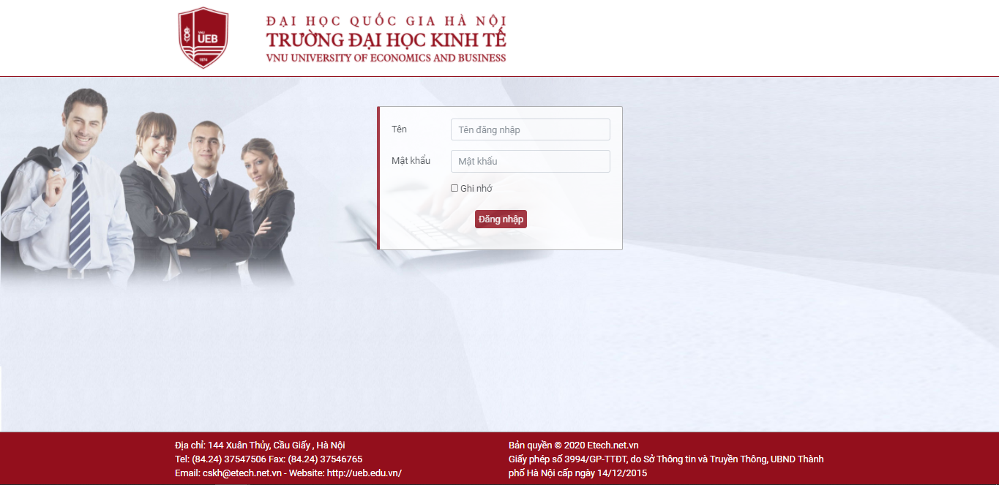 VNU
UEB
1974
ĐẠI HỌC QUỐC GIA HÀ NỘI
TRƯỜNG ĐẠI HỌC KINH TẾ
VNU UNIVERSITY OF ECONOMICS AND BUSINESS
Tên
Tên đăng nhập
Mật khẩu
Mật khẩu
Ghi nhớ
Đăng nhập
Địa chỉ: 144 Xuân Thủy, Cầu Giấy , Hà Nội
Tel: (84.24) 37547506 Fax: (84.24) 37546765
Email: cskh@etech.net.vn - Website: http://ueb.edu.vn/
Bản quyền © 2020 Etech.net.vn
Giấy phép số 3994/GP-TTĐT, do Sở Thông tin và Truyền Thông, UBND Thành
phố Hà Nội cấp ngày 14/12/2015